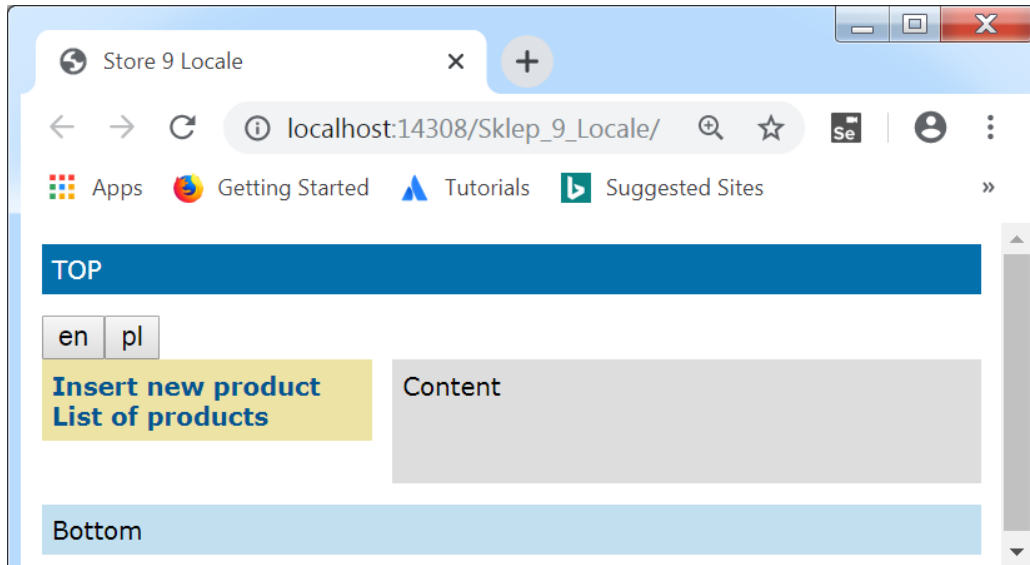 Store 9 Locale
localhost:14308/Sklep_9_Locale/
Se
Apps Getting Started Tutorials Suggested Sites »
TOP
en pl
Insert new product
List of products
Content
Bottom